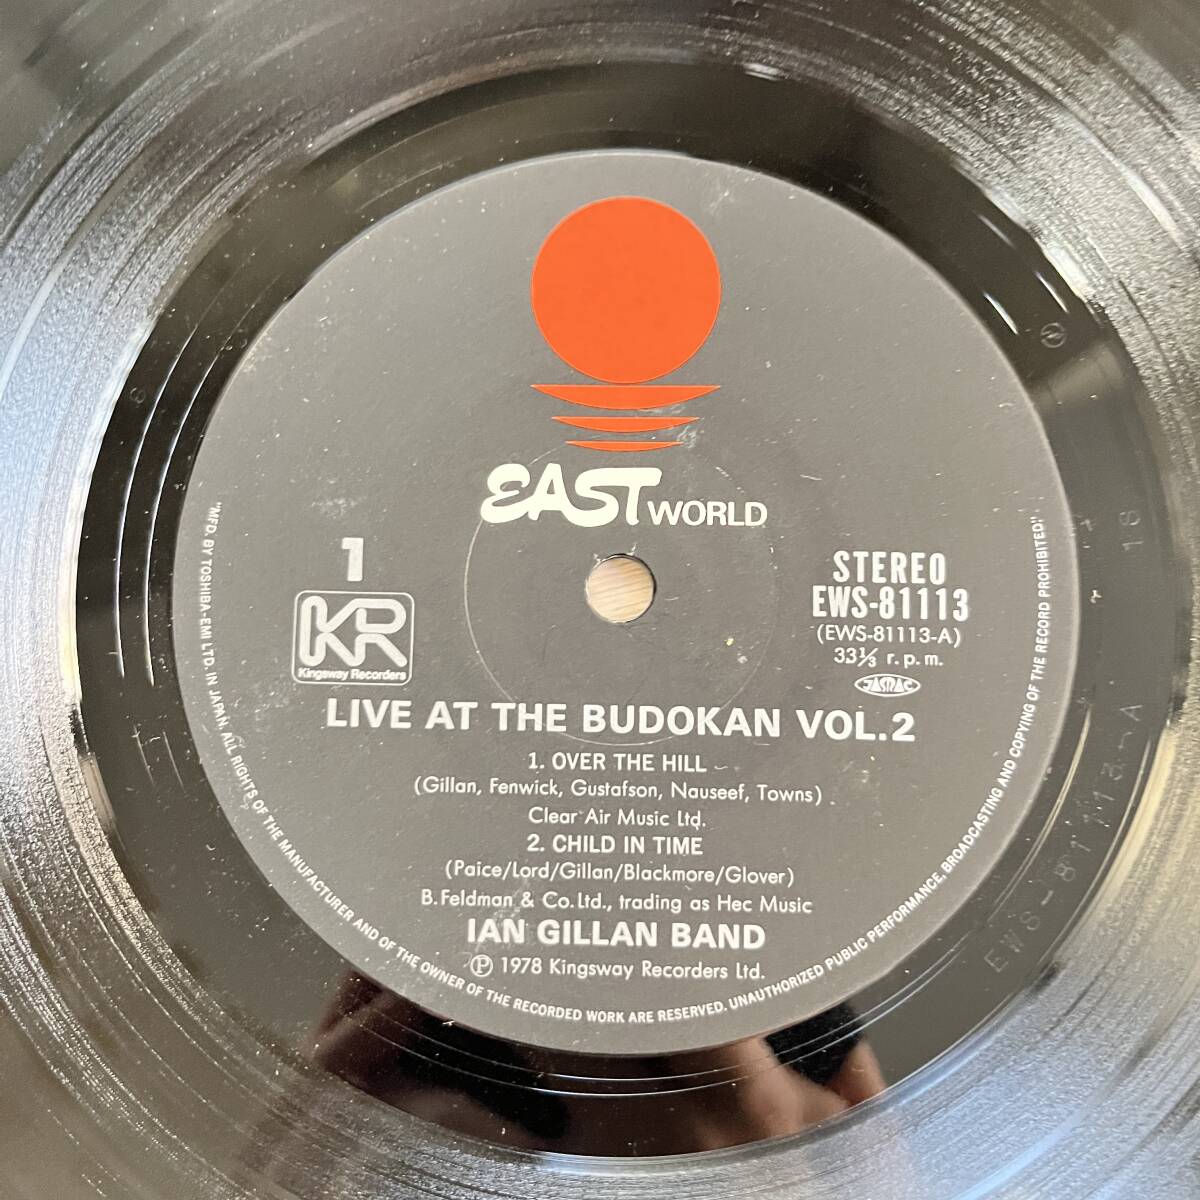 EAST WORLD
1
KR
Kingsway Recorders
STEREO
EWS-81113
(EWS-81113-A)
33⅓ r.p.m.
JASRAC
LIVE AT THE BUDOKAN VOL.2
1. OVER THE HILL
(Gillan, Fenwick, Gustafson, Nauseef, Towns)
Clear Air Music Ltd.
2. CHILD IN TIME
(Paice/Lord/Gillan/Blackmore/Glover)
B.Feldman & Co.Ltd., trading as Hec Music
IAN GILLAN BAND
Ⓟ 1978 Kingsway Recorders Ltd.
"MFD. BY TOSHIBA-EMI LTD. IN JAPAN. ALL RIGHTS OF THE MANUFACTURER AND OF THE OWNER OF THE RECORDED WORK ARE RESERVED. UNAUTHORIZED PUBLIC PERFORMANCE, BROADCASTING AND COPYING OF THE RECORD PROHIBITED."
EWS-81113-A 18